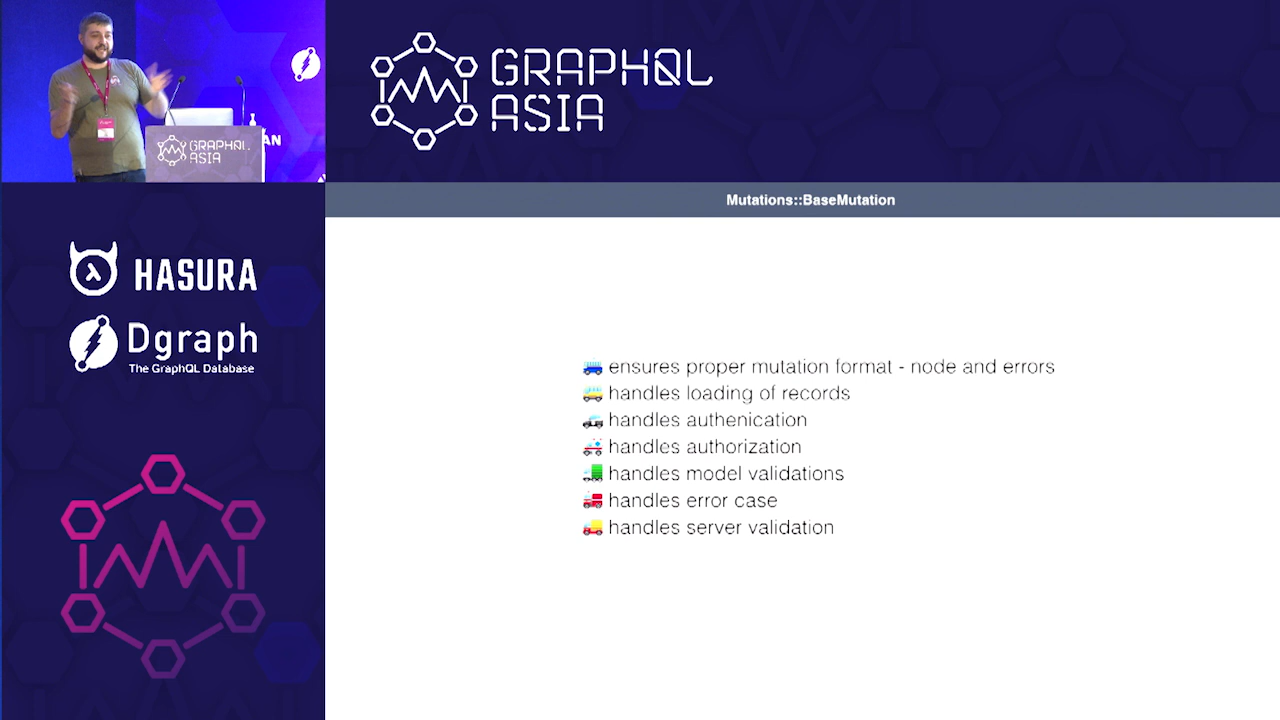 GRAPHQL
ASIA
AN
GRAPHQL
ASIA
Mutations::BaseMutation
HASURA
Dgraph
The GraphQL Database
ensures proper mutation format - node and errors
handles loading of records
handles authenication
handles authorization
handles model validations
handles error case
handles server validation